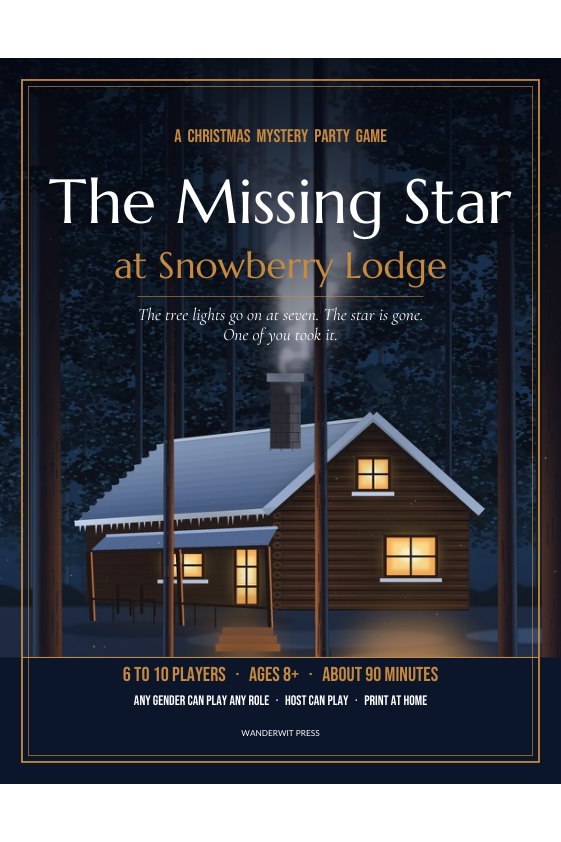 A CHRISTMAS MYSTERY PARTY GAME
The Missing Star
at Snowberry Lodge
The tree lights go on at seven. The star is gone.
One of you took it.
6 TO 10 PLAYERS · AGES 8+ · ABOUT 90 MINUTES
ANY GENDER CAN PLAY ANY ROLE · HOST CAN PLAY · PRINT AT HOME
WANDERWIT PRESS